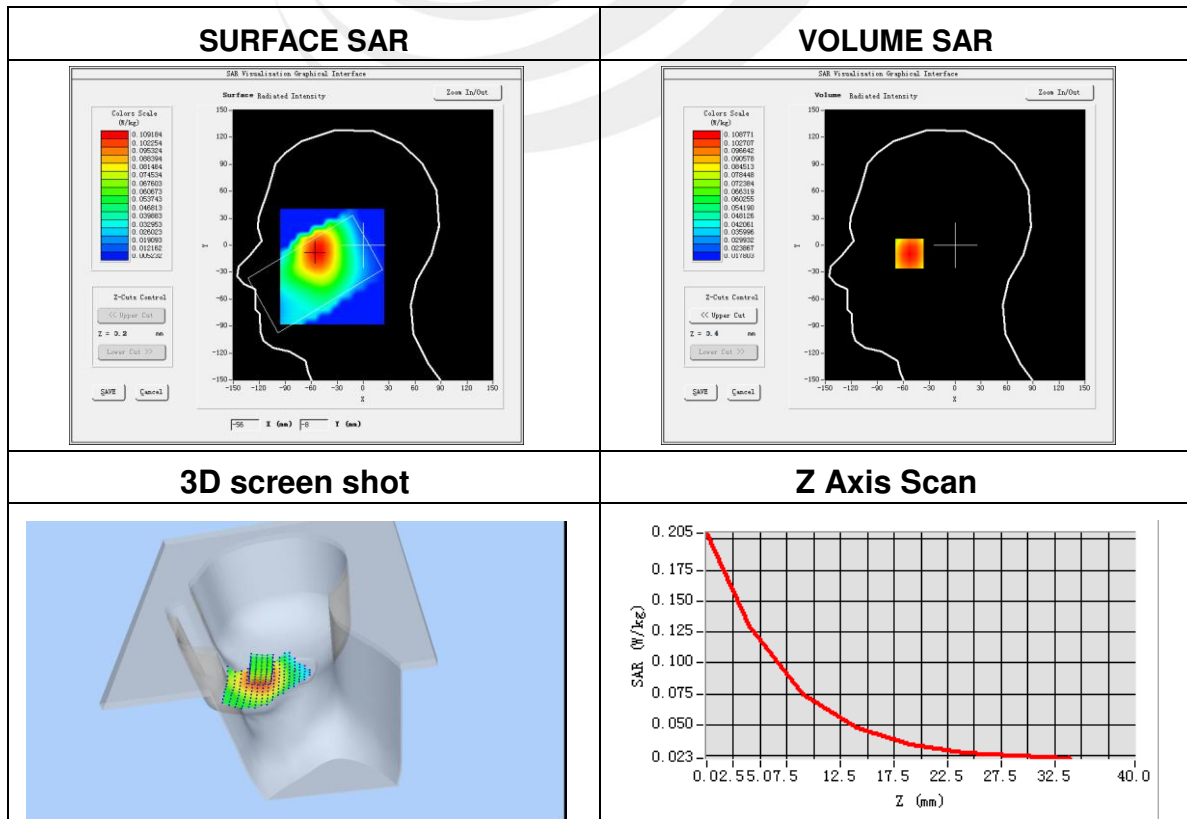 SURFACE SAR
SAR Visualisation Graphical Interface
Surface Radiated Intensity
Zoom In/Out
Colors Scale
(W/kg)
0.109184
0.102254
0.095324
0.088394
0.081464
0.074534
0.067603
0.060673
0.053743
0.046813
0.039883
0.032953
0.026023
0.019093
0.012162
0.005232
Z-Cuts Control
<< Upper Cut
Z = 3.2 mm
Lower Cut >>
SAVE Cancel
150
120
90
60
30
0
-30
-60
-90
-120
-150
Y
-150 -120 -90 -60 -30 0 30 60 90 120 150
X
-56 X (mm) -8 Y (mm)
VOLUME SAR
SAR Visualisation Graphical Interface
Volume Radiated Intensity
Zoom In/Out
Colors Scale
(W/kg)
0.108771
0.102707
0.096642
0.090578
0.084513
0.078448
0.072384
0.066319
0.060255
0.054190
0.048126
0.042061
0.035996
0.029932
0.023867
0.017803
Z-Cuts Control
<< Upper Cut
Z = 3.4 mm
Lower Cut >>
SAVE Cancel
150
120
90
60
30
0
-30
-60
-90
-120
-150
Y
-150 -120 -90 -60 -30 0 30 60 90 120 150
X
3D screen shot
Z Axis Scan
0.205
0.175
0.150
0.125
0.100
0.075
0.050
0.023
SAR (W/kg)
0.02.55.07.5 12.5 17.5 22.5 27.5 32.5 40.0
Z (mm)